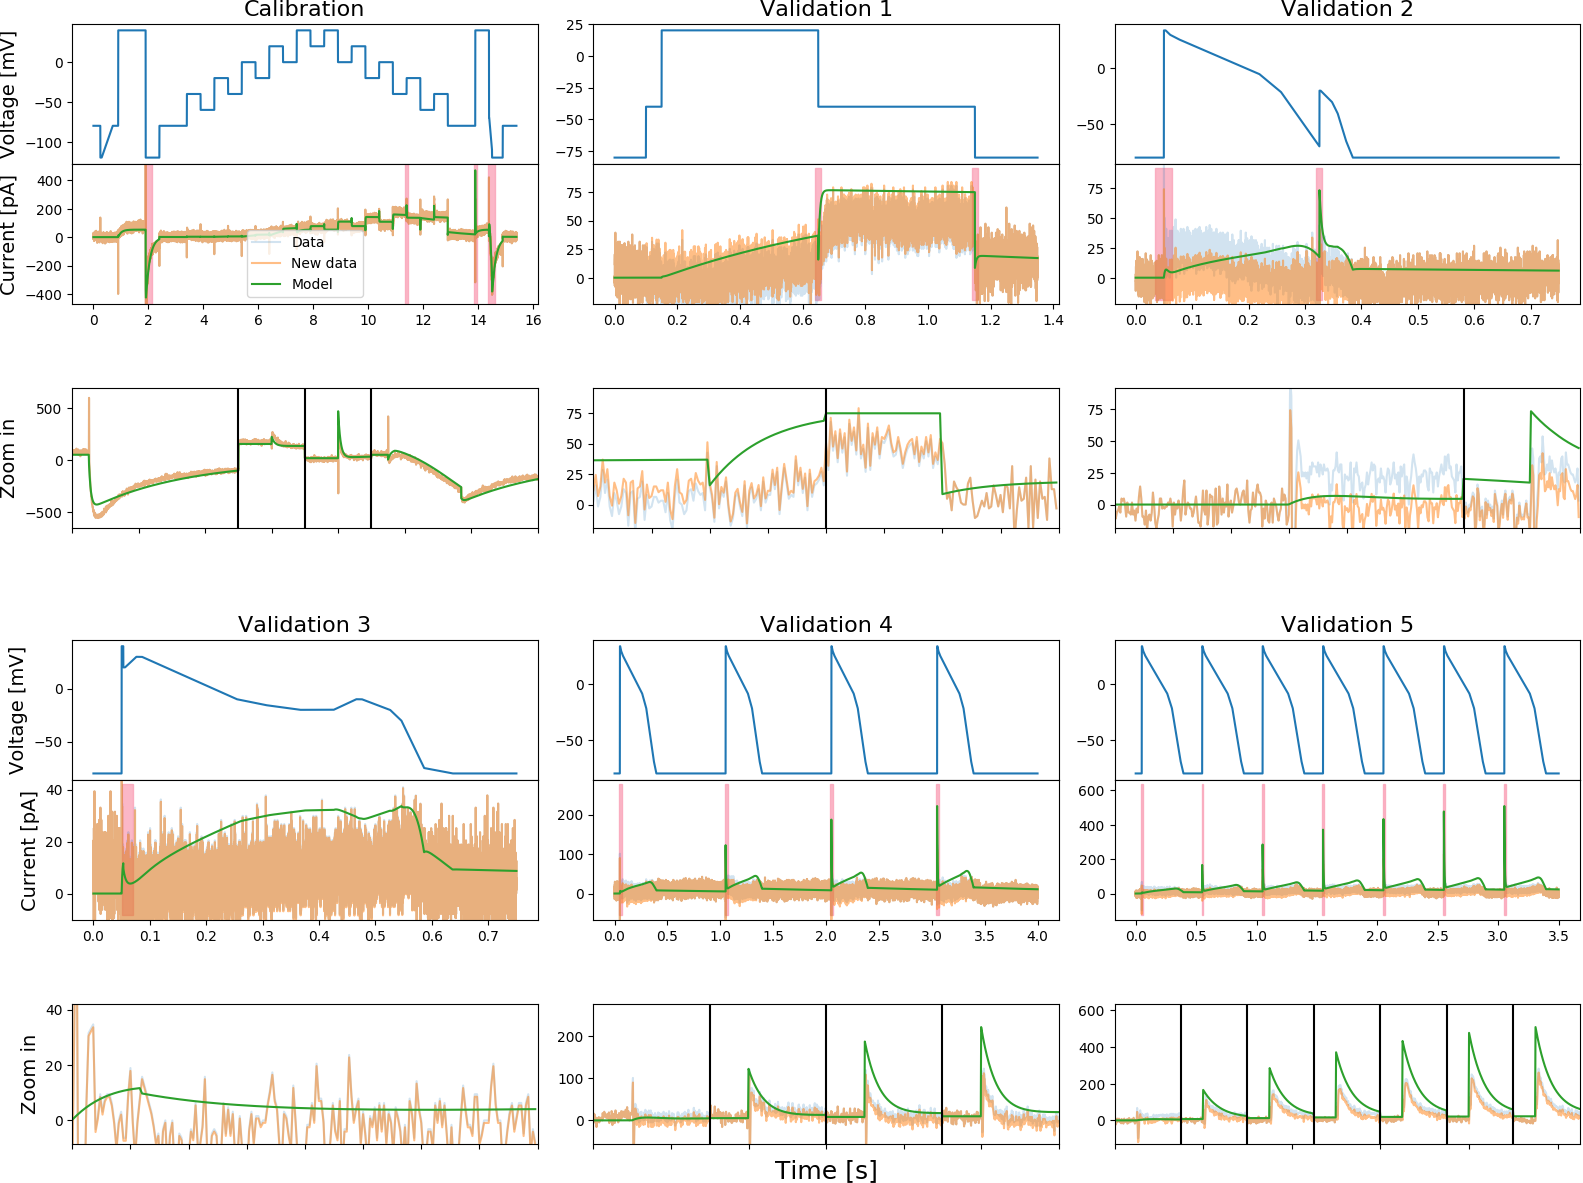 Calibration
Validation 1
Validation 2
Voltage [mV]
0
−50
−100
25
0
−25
−50
−75
0
−50
Current [pA]
400
200
0
−200
−400
Data
New data
Model
75
50
25
0
75
50
25
0
0 2 4 6 8 10 12 14 16
0.0 0.2 0.4 0.6 0.8 1.0 1.2 1.4
0.0 0.1 0.2 0.3 0.4 0.5 0.6 0.7
Zoom in
500
0
−500
75
50
25
0
75
50
25
0
Validation 3
Validation 4
Validation 5
Voltage [mV]
0
−50
0
−50
0
−50
Current [pA]
40
20
0
200
100
0
600
400
200
0
0.0 0.1 0.2 0.3 0.4 0.5 0.6 0.7
0.0 0.5 1.0 1.5 2.0 2.5 3.0 3.5 4.0
0.0 0.5 1.0 1.5 2.0 2.5 3.0 3.5
Zoom in
40
20
0
200
100
0
600
400
200
0
Time [s]